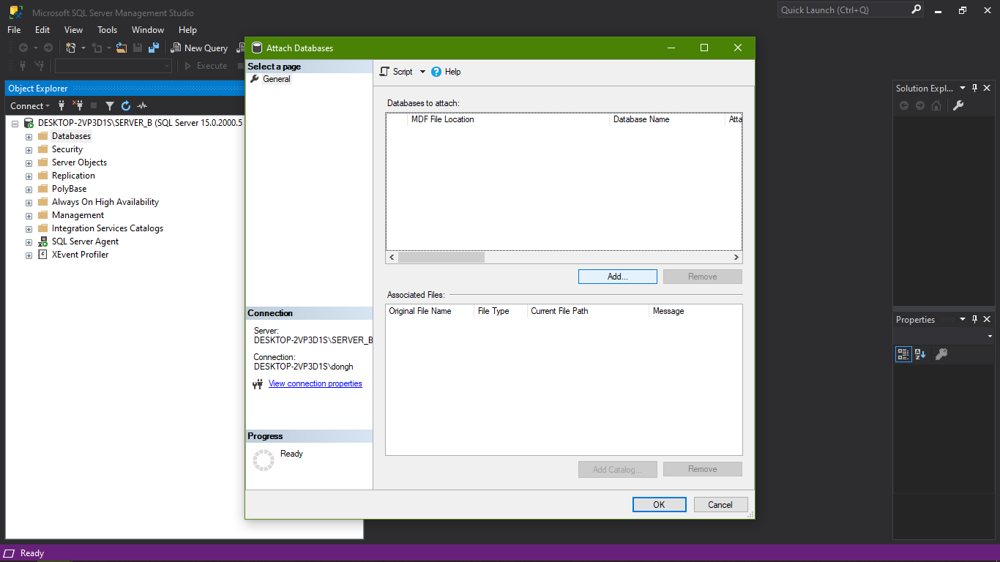 Microsoft SQL Server Management Studio
Quick Launch (Ctrl+Q)
File Edit View Tools Window Help
New Query
Execute
Object Explorer
Connect
DESKTOP-2VP3D1S\SERVER_B (SQL Server 15.0.2000.5
Databases
Security
Server Objects
Replication
PolyBase
Always On High Availability
Management
Integration Services Catalogs
SQL Server Agent
XEvent Profiler
Attach Databases
Select a page
General
Script Help
Databases to attach:
MDF File Location Database Name Atta
Add... Remove
Associated Files:
Original File Name File Type Current File Path Message
Connection
Server:
DESKTOP-2VP3D1S\SERVER_B
Connection:
DESKTOP-2VP3D1S\dongh
View connection properties
Progress
Ready
Add Catalog... Remove
OK Cancel
Solution Expl...
Properties
Ready